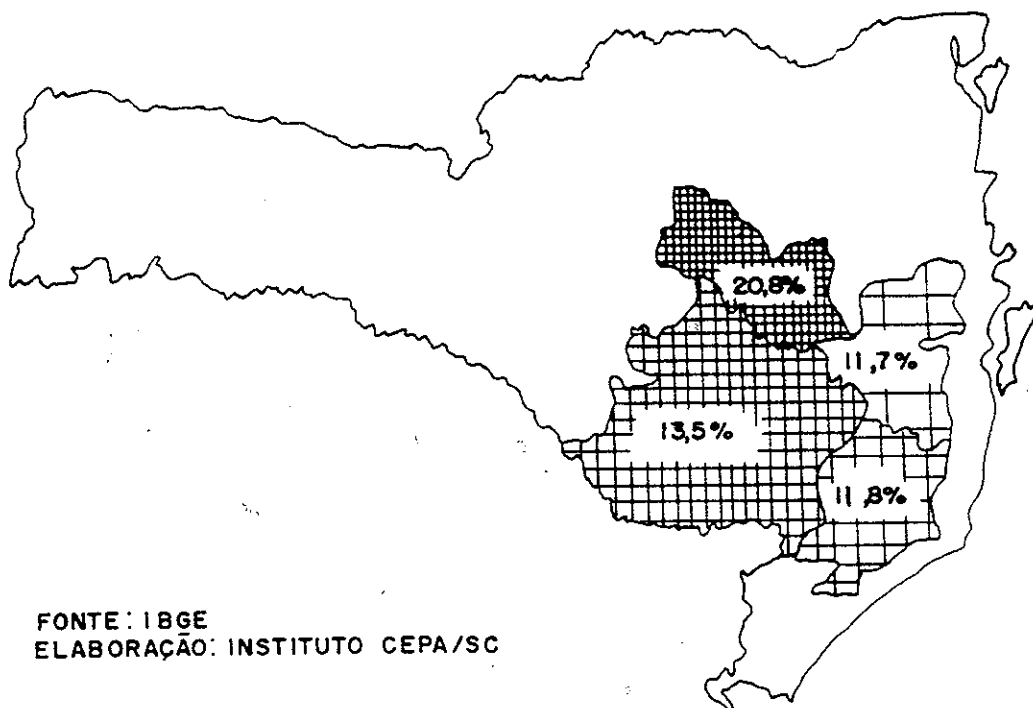 20,8%
11,7%
13,5%
11,8%
FONTE: IBGE
ELABORAÇÃO: INSTITUTO CEPA/SC